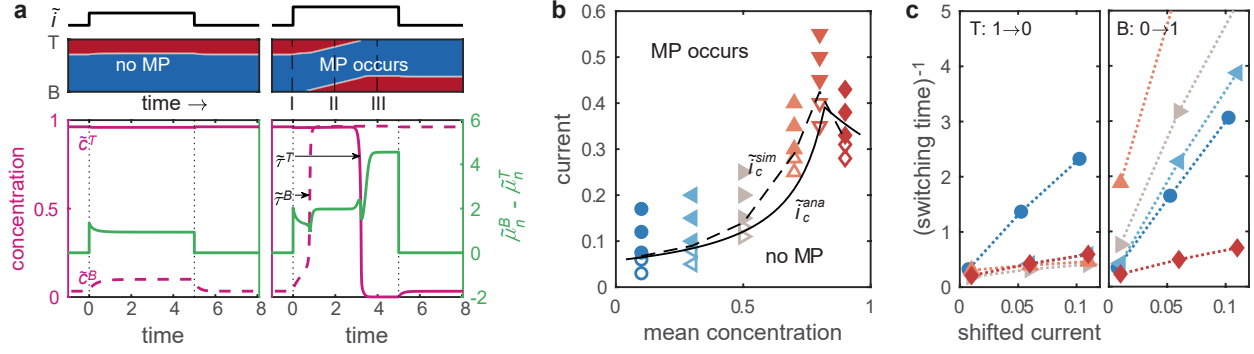 a
ĩ
T
B
no MP
MP occurs
time →
I II III
concentration
1
0.5
0
c̃ᵀ
c̃ᴮ
0 2 4 6 8
time
τ̃ᵀ
τ̃ᴮ
0 2 4 6 8
time
6
4
2
0
-2
μ̃ₙᴮ - μ̃ₙᵀ
b
current
0.6
0.5
0.4
0.3
0.2
0.1
0
MP occurs
ĩ_c^sim
ĩ_c^ana
no MP
0 0.5 1
mean concentration
c
(switching time)⁻¹
5
4
3
2
1
0
T: 1→0
B: 0→1
0 0.05 0.1
0 0.05 0.1
shifted current